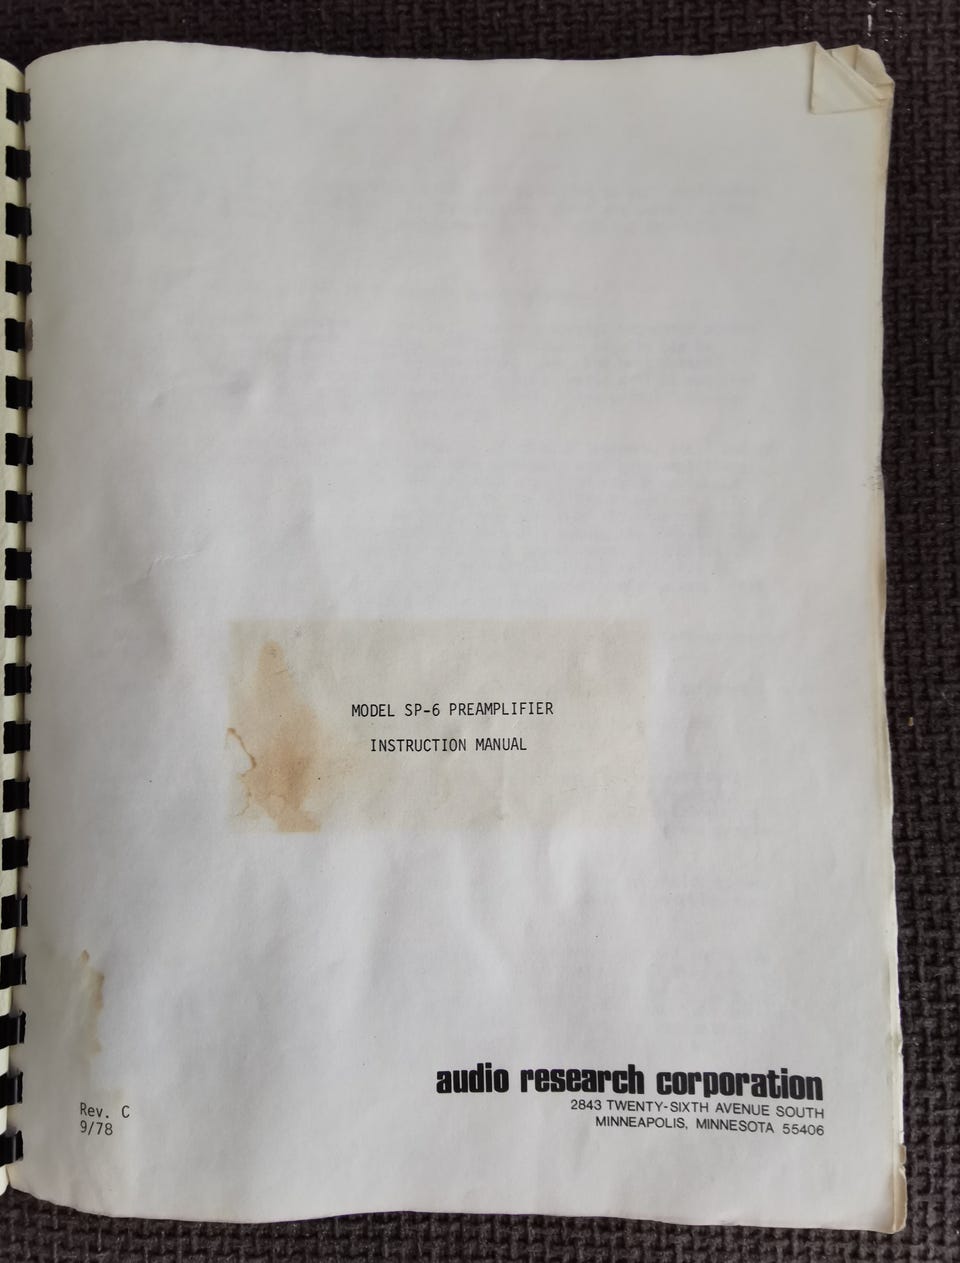 MODEL SP-6 PREAMPLIFIER
INSTRUCTION MANUAL
audio research corporation
2843 TWENTY-SIXTH AVENUE SOUTH
MINNEAPOLIS, MINNESOTA 55406
Rev. C
9/78